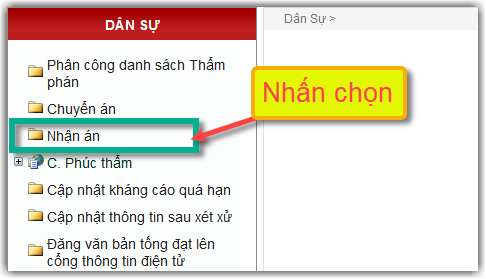 DÂN SỰ
Dân Sự >
Phân công danh sách Thẩm
phán
Chuyển án
Nhận án
Nhấn chọn
C. Phúc thẩm
Cập nhật kháng cáo quá hạn
Cập nhật thông tin sau xét xử
Đăng văn bản tống đạt lên
cổng thông tin điện tử